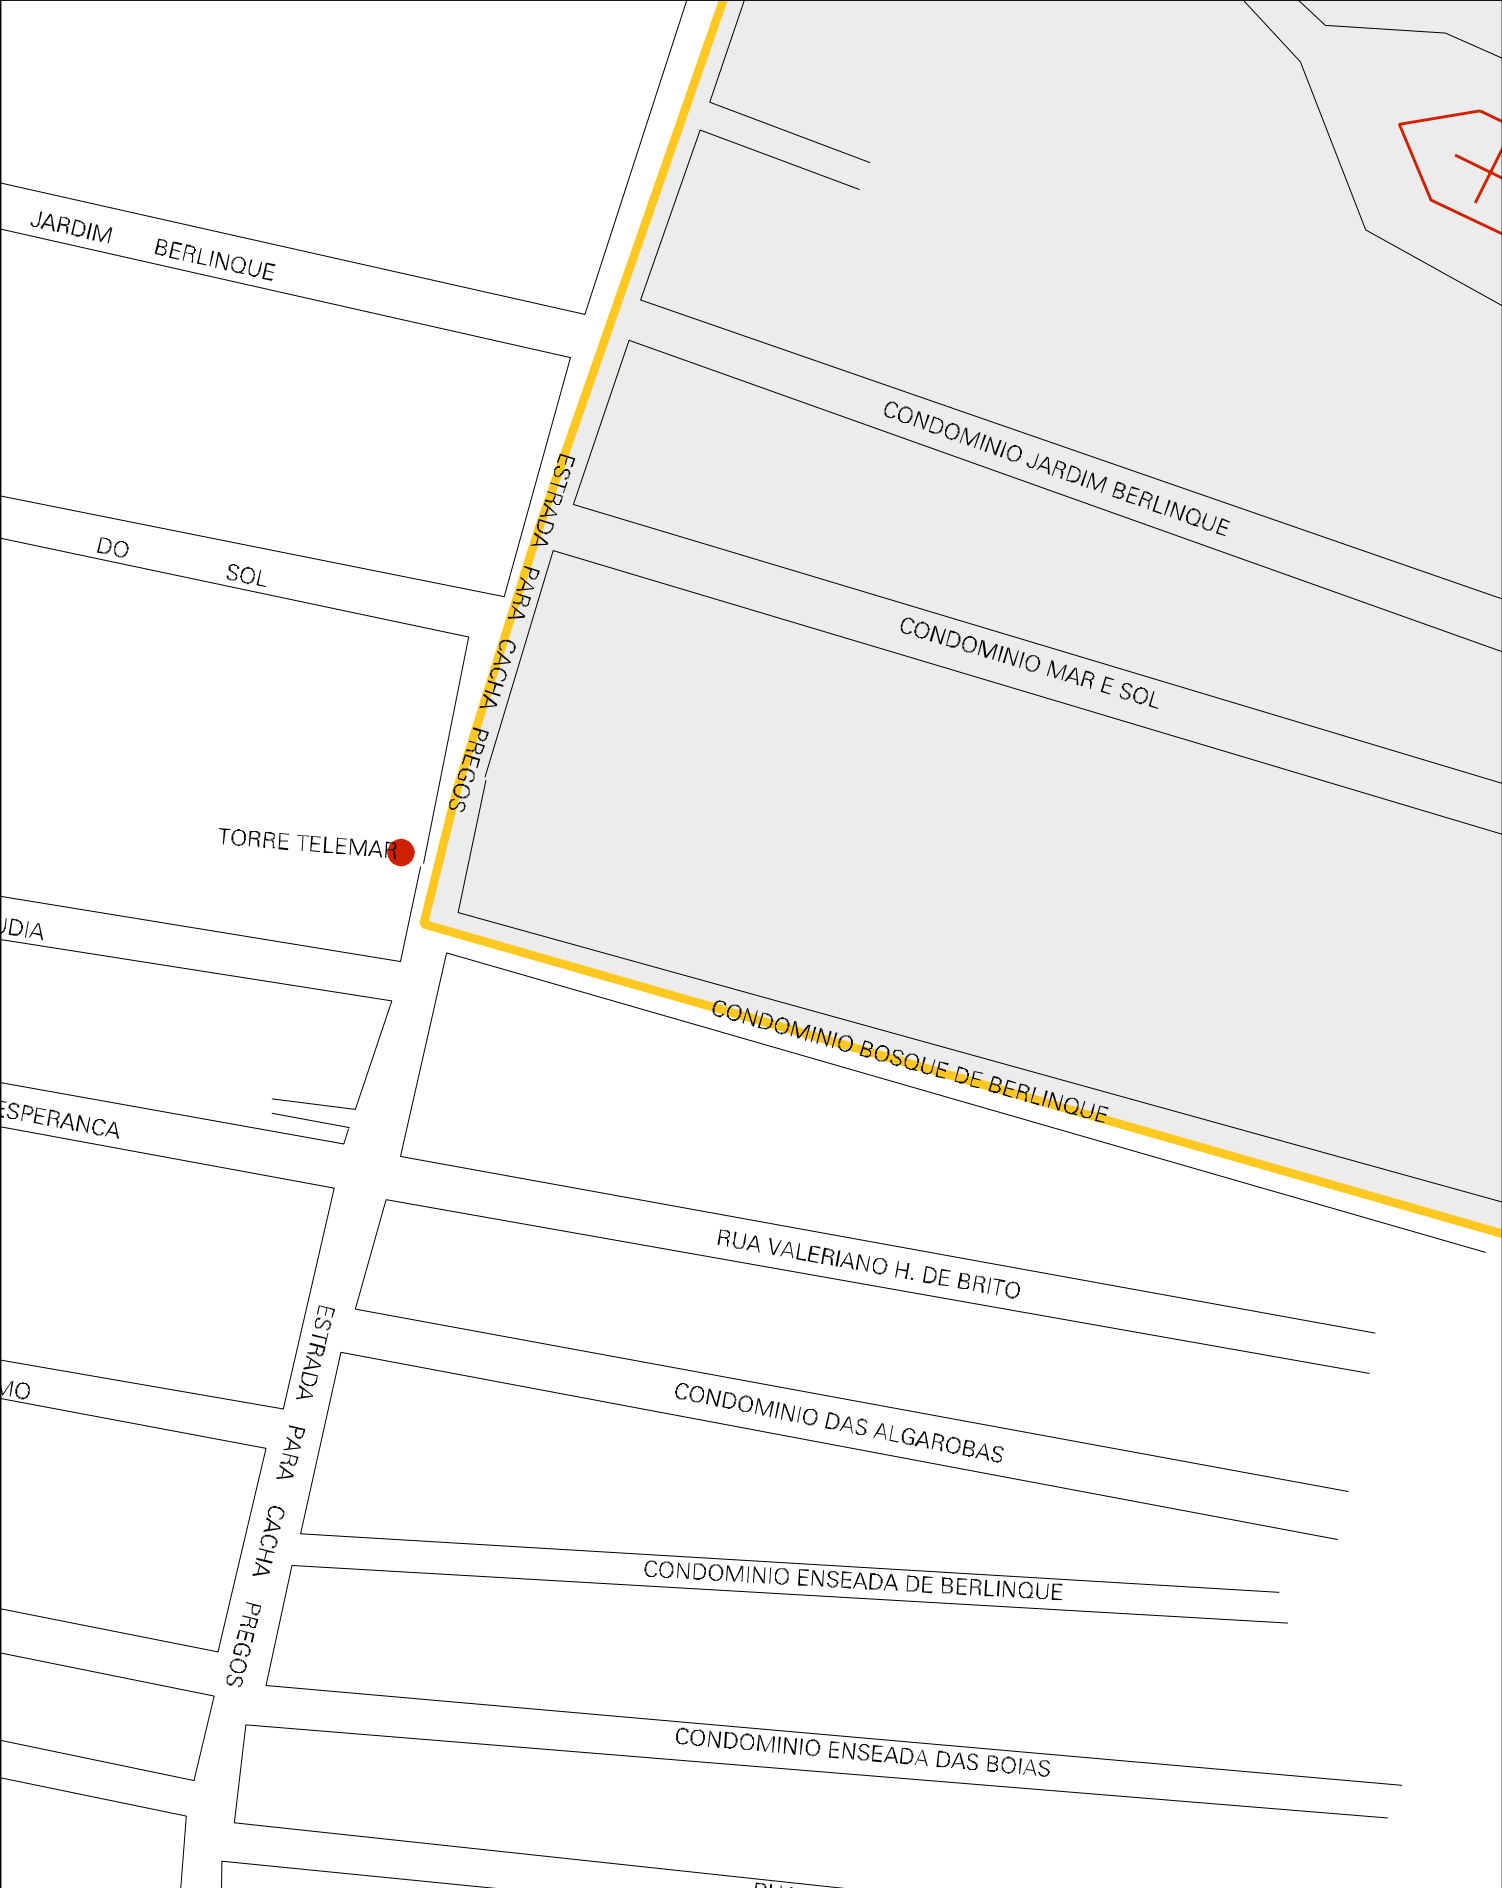 JARDIM BERLINQUE
CONDOMINIO JARDIM BERLINQUE
ESTRADA PARA CACHA PREGOS
DO SOL
CONDOMINIO MAR E SOL
TORRE TELEMAR
UDIA
CONDOMINIO BOSQUE DE BERLINQUE
ESPERANCA
RUA VALERIANO H. DE BRITO
ESTRADA PARA CACHA PREGOS
MO
CONDOMINIO DAS ALGAROBAS
CONDOMINIO ENSEADA DE BERLINQUE
CONDOMINIO ENSEADA DAS BOIAS